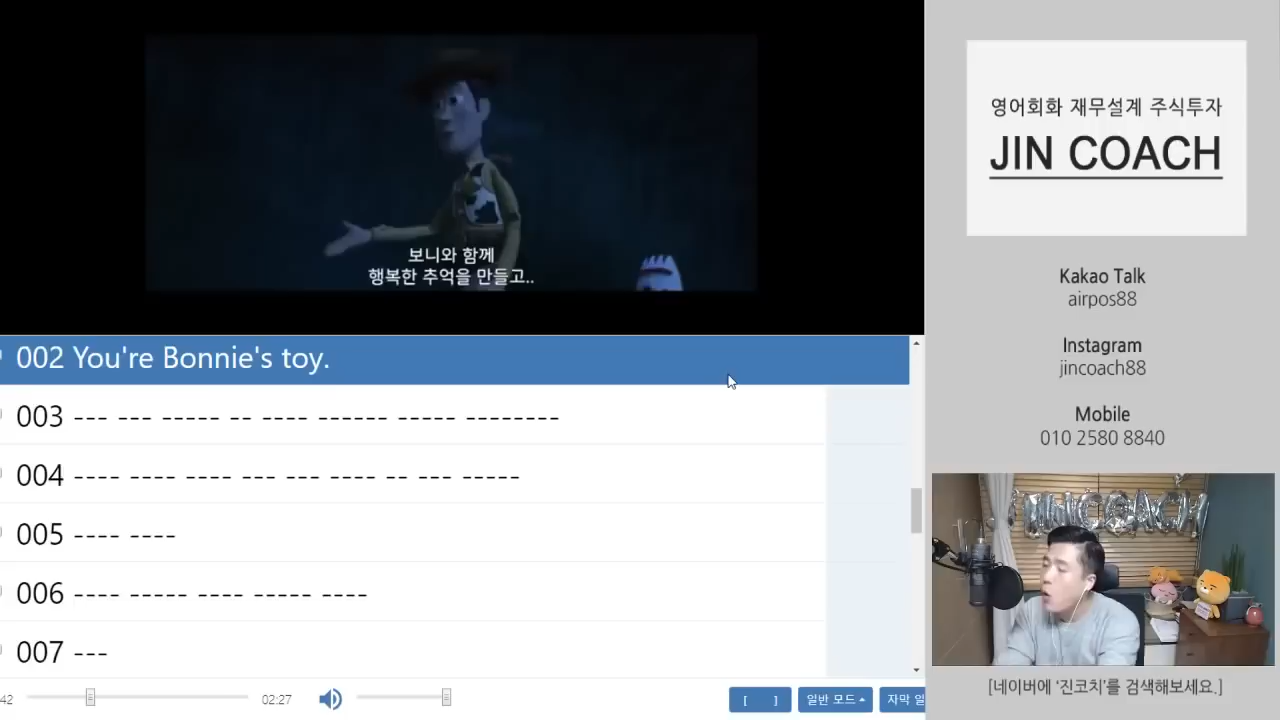 보니와 함께
행복한 추억을 만들고..
002 You're Bonnie's toy.
003 --- --- ----- -- ---- ------ ----- --------
004 ---- ---- ---- --- --- ---- -- --- -----
005 ---- ----
006 ---- ----- ---- ----- ----
007 ---
42
02:27
[ ]
일반 모드
자막 일
영어회화 재무설계 주식투자
JIN COACH
Kakao Talk
airpos88
Instagram
jincoach88
Mobile
010 2580 8840
JINCOACH
[네이버에 '진코치'를 검색해보세요.]